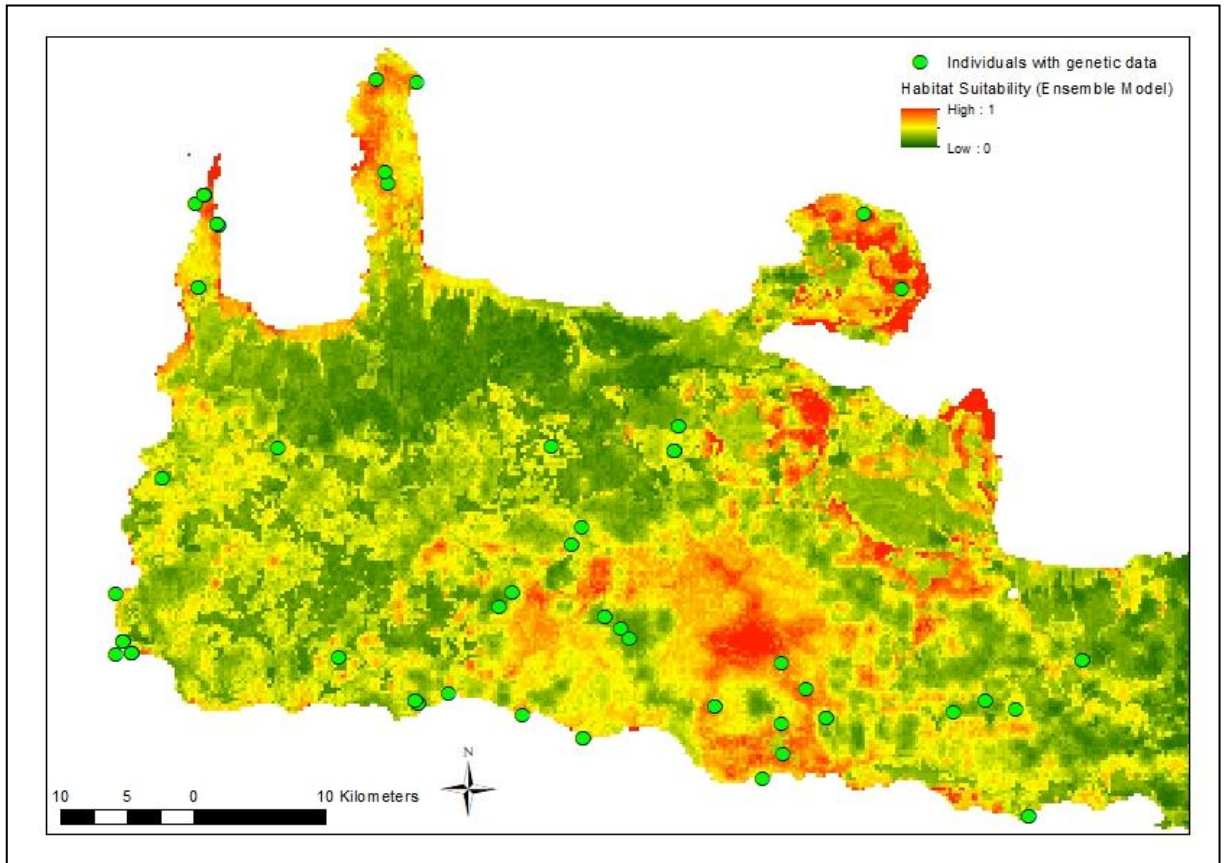 Individuals with genetic data
Habitat Suitability (Ensemble Model)
High : 1
Low : 0
N
10 5 0 10 Kilometers